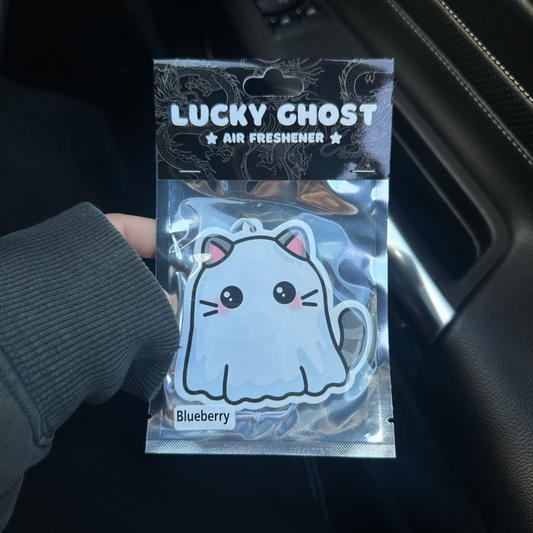 LUCKY GHOST
★ AIR FRESHENER ★
Blueberry